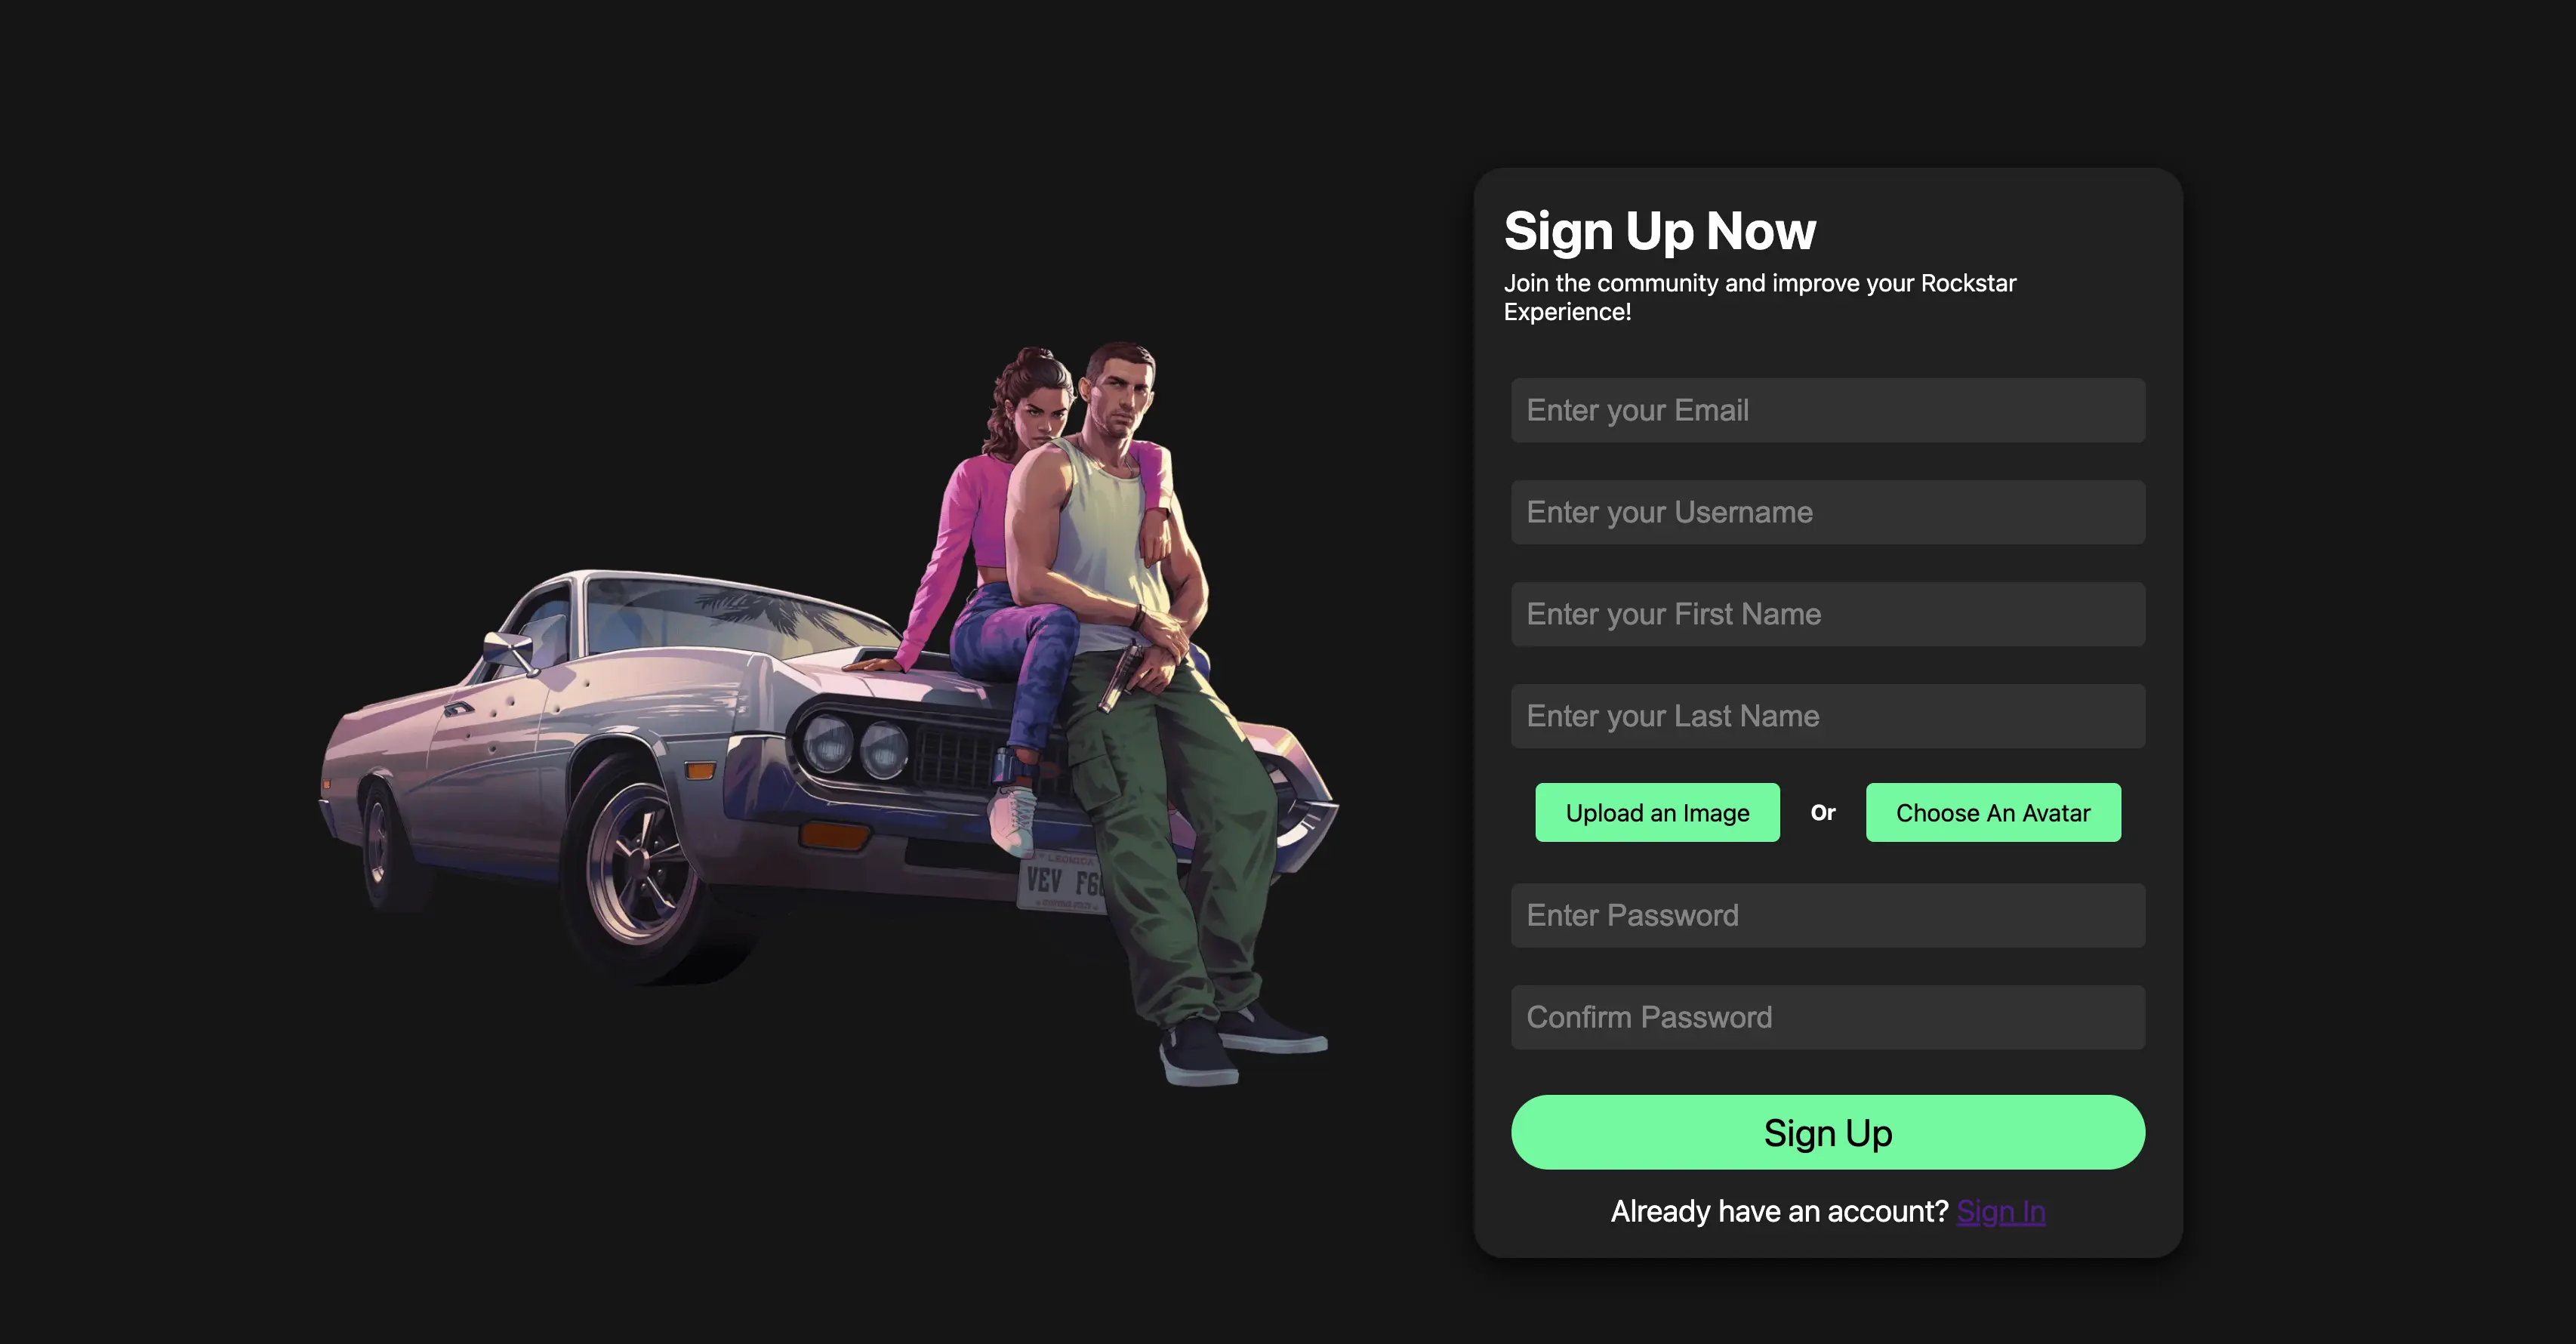 Sign Up Now
Join the community and improve your Rockstar
Experience!
Enter your Email
Enter your Username
Enter your First Name
Enter your Last Name
Upload an Image Or Choose An Avatar
Enter Password
Confirm Password
Sign Up
Already have an account? Sign In
LEONIDA
VEV F6